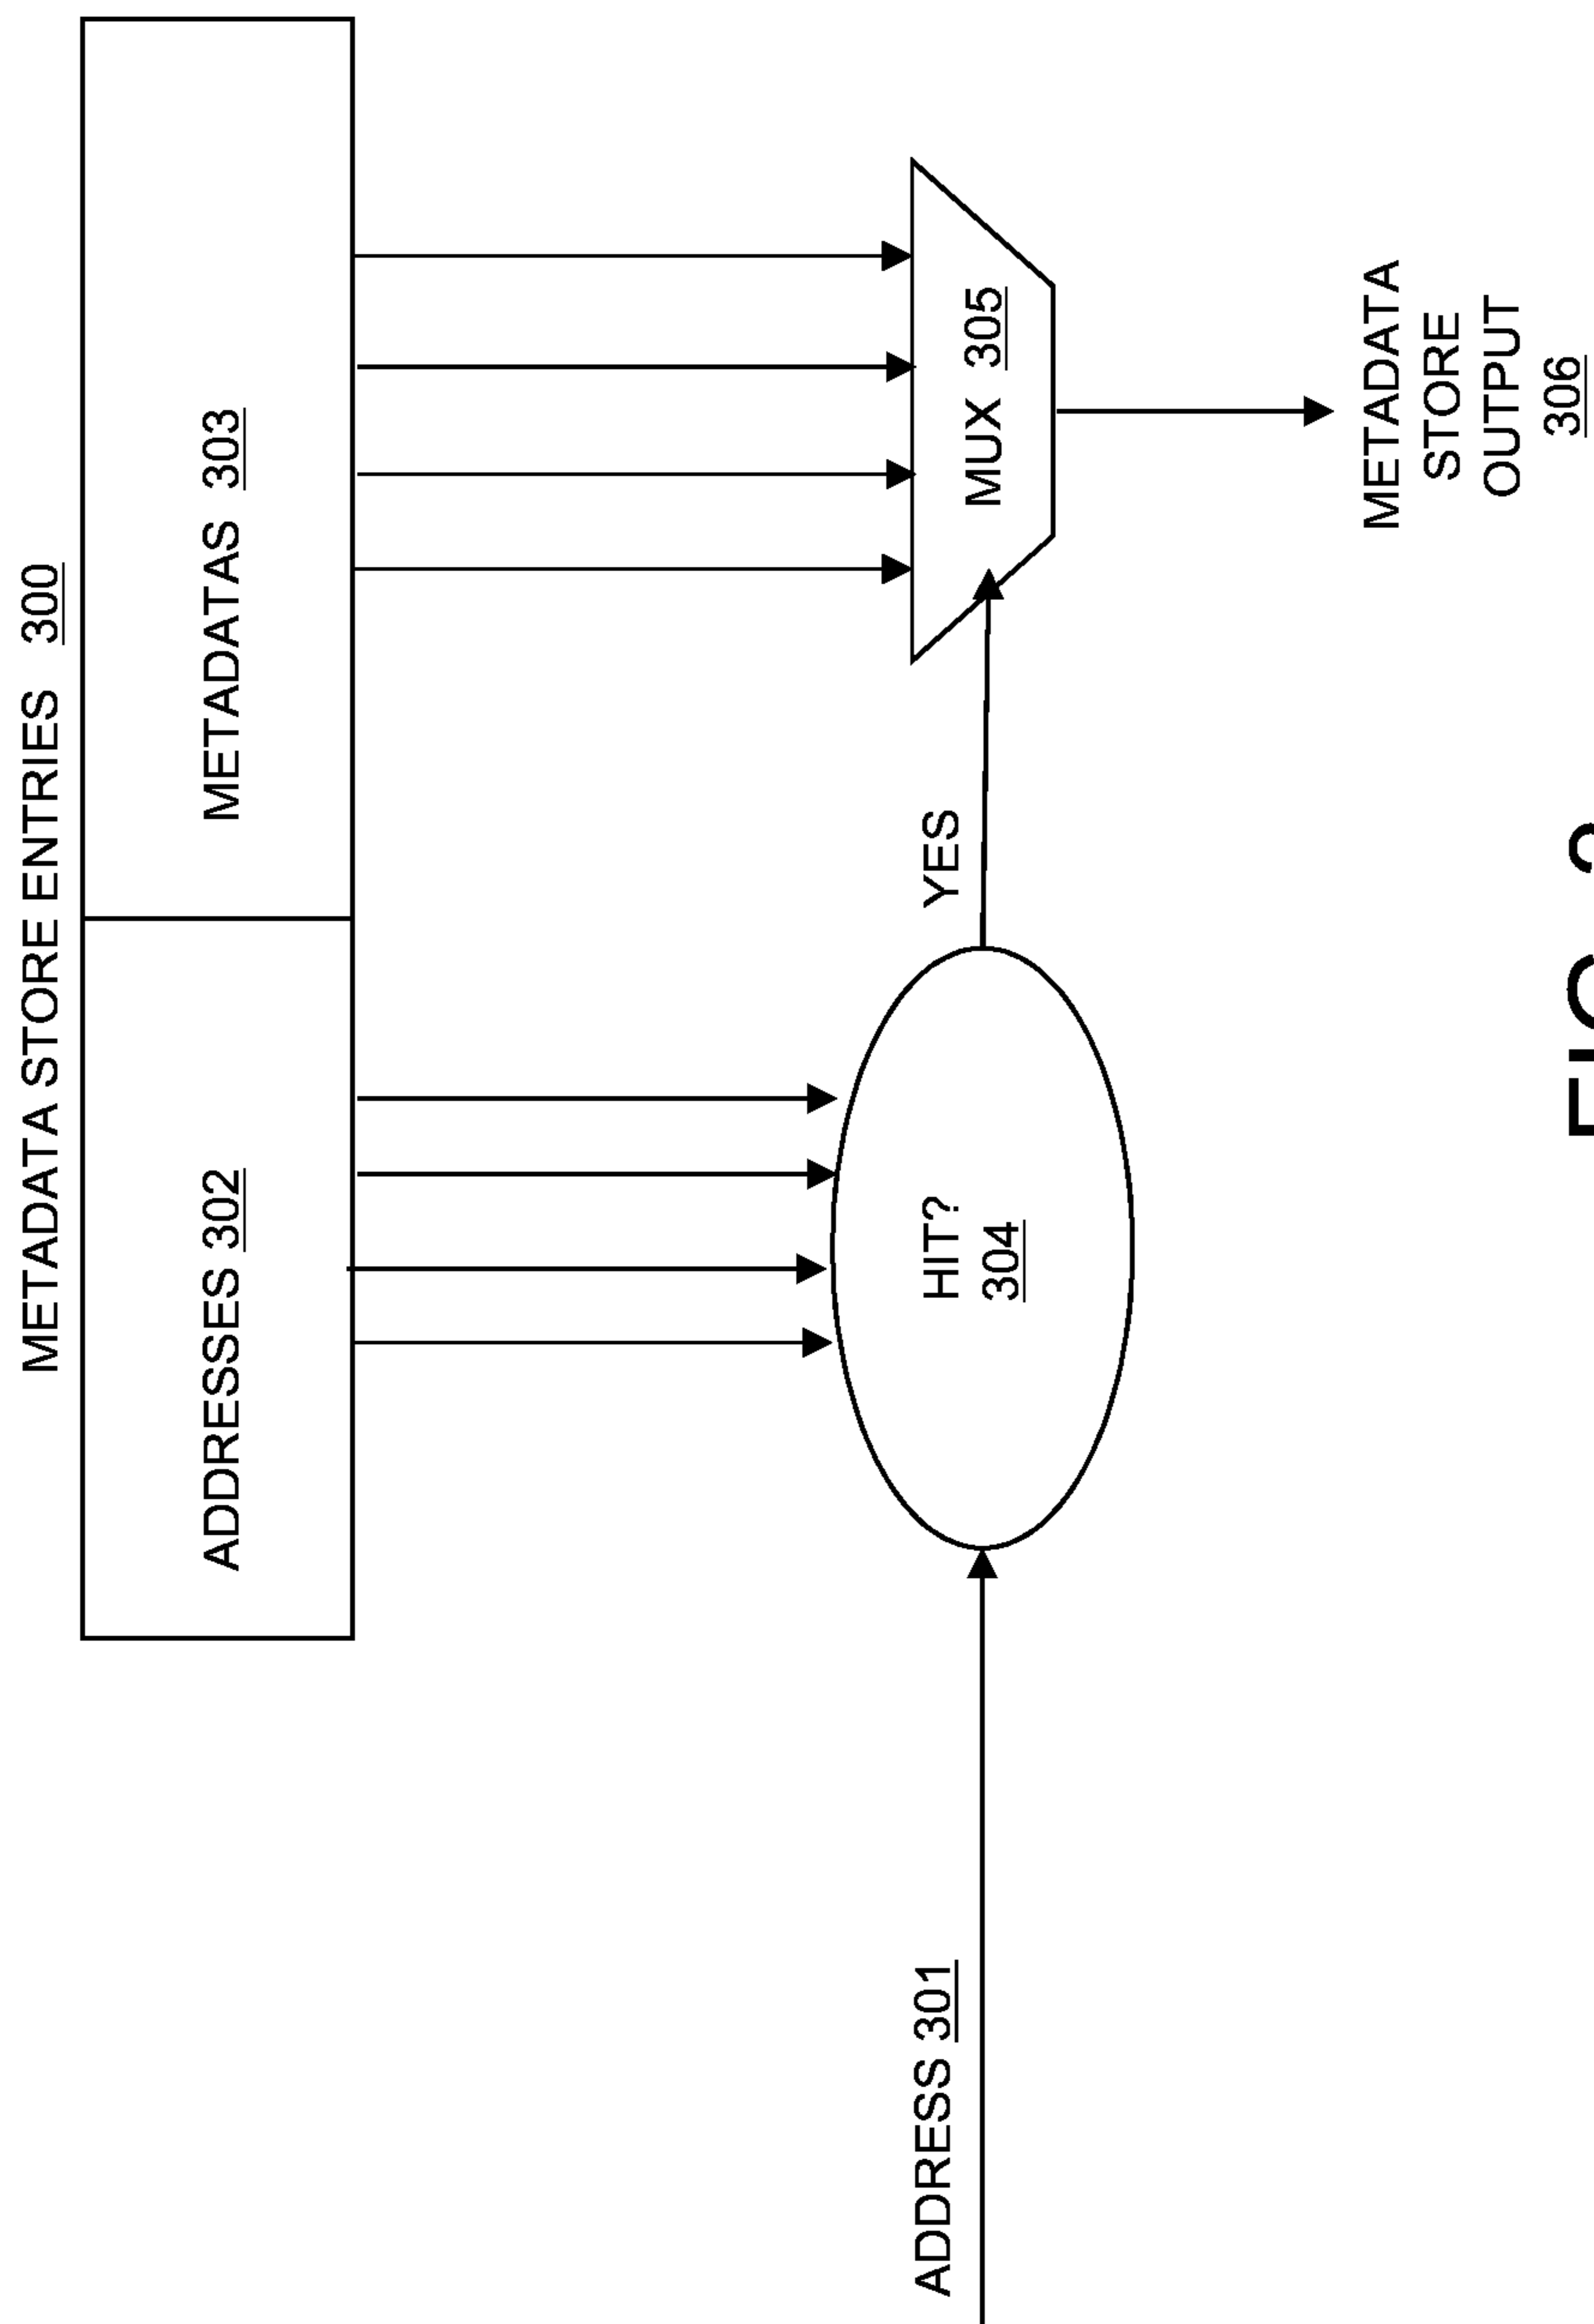 METADATA STORE ENTRIES 300
ADDRESSES 302
METADATAS 303
ADDRESS 301
HIT?
304
YES
MUX 305
METADATA
STORE
OUTPUT
306